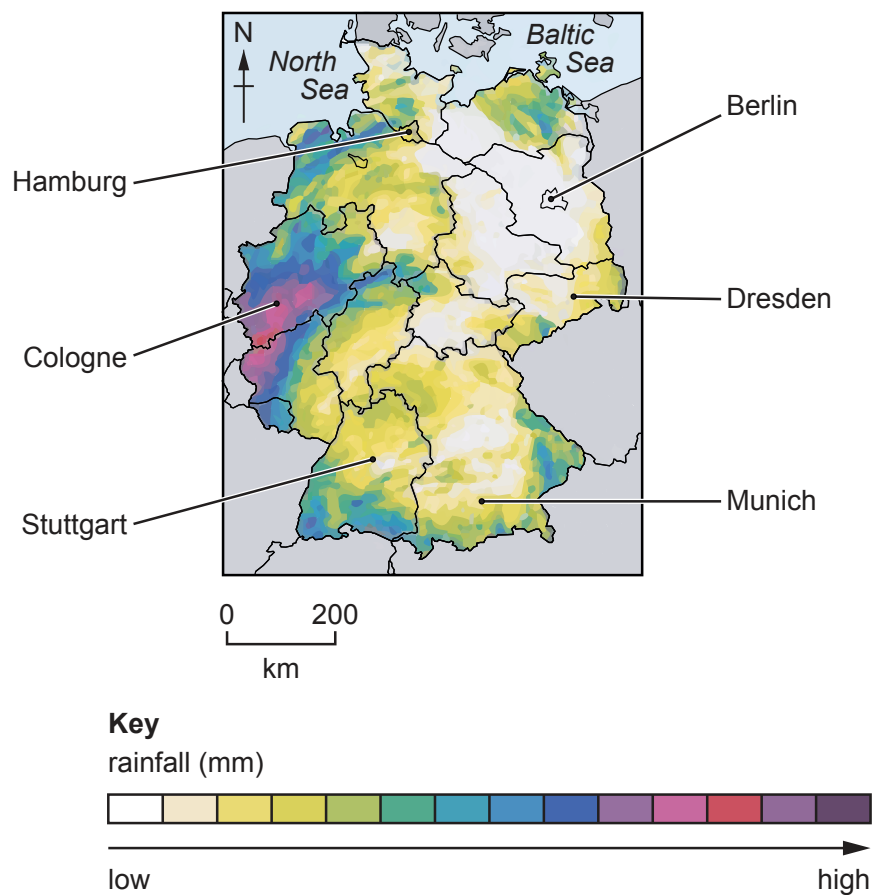 N
North
Sea
Baltic
Sea
Berlin
Hamburg
Dresden
Cologne
Munich
Stuttgart
0 200
km
Key
rainfall (mm)
low high